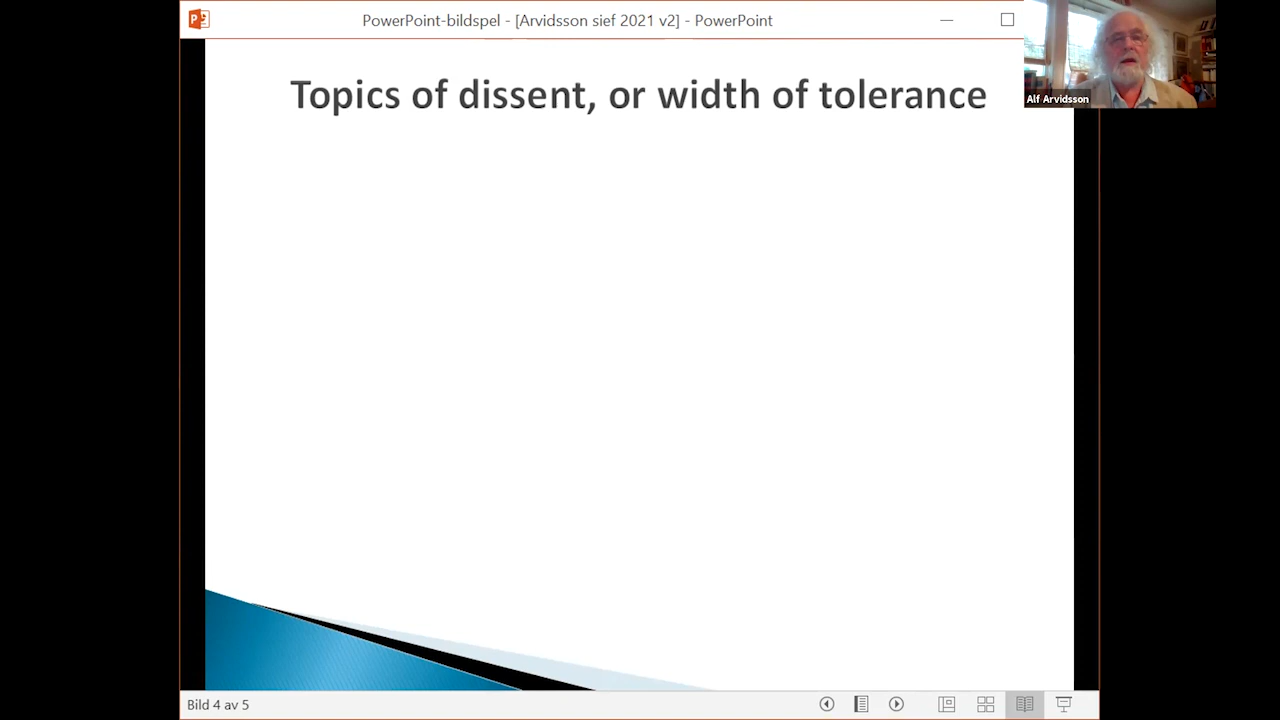 PowerPoint-bildspel - [Arvidsson sief 2021 v2] - PowerPoint
Alf Arvidsson
Topics of dissent, or width of tolerance
Bild 4 av 5